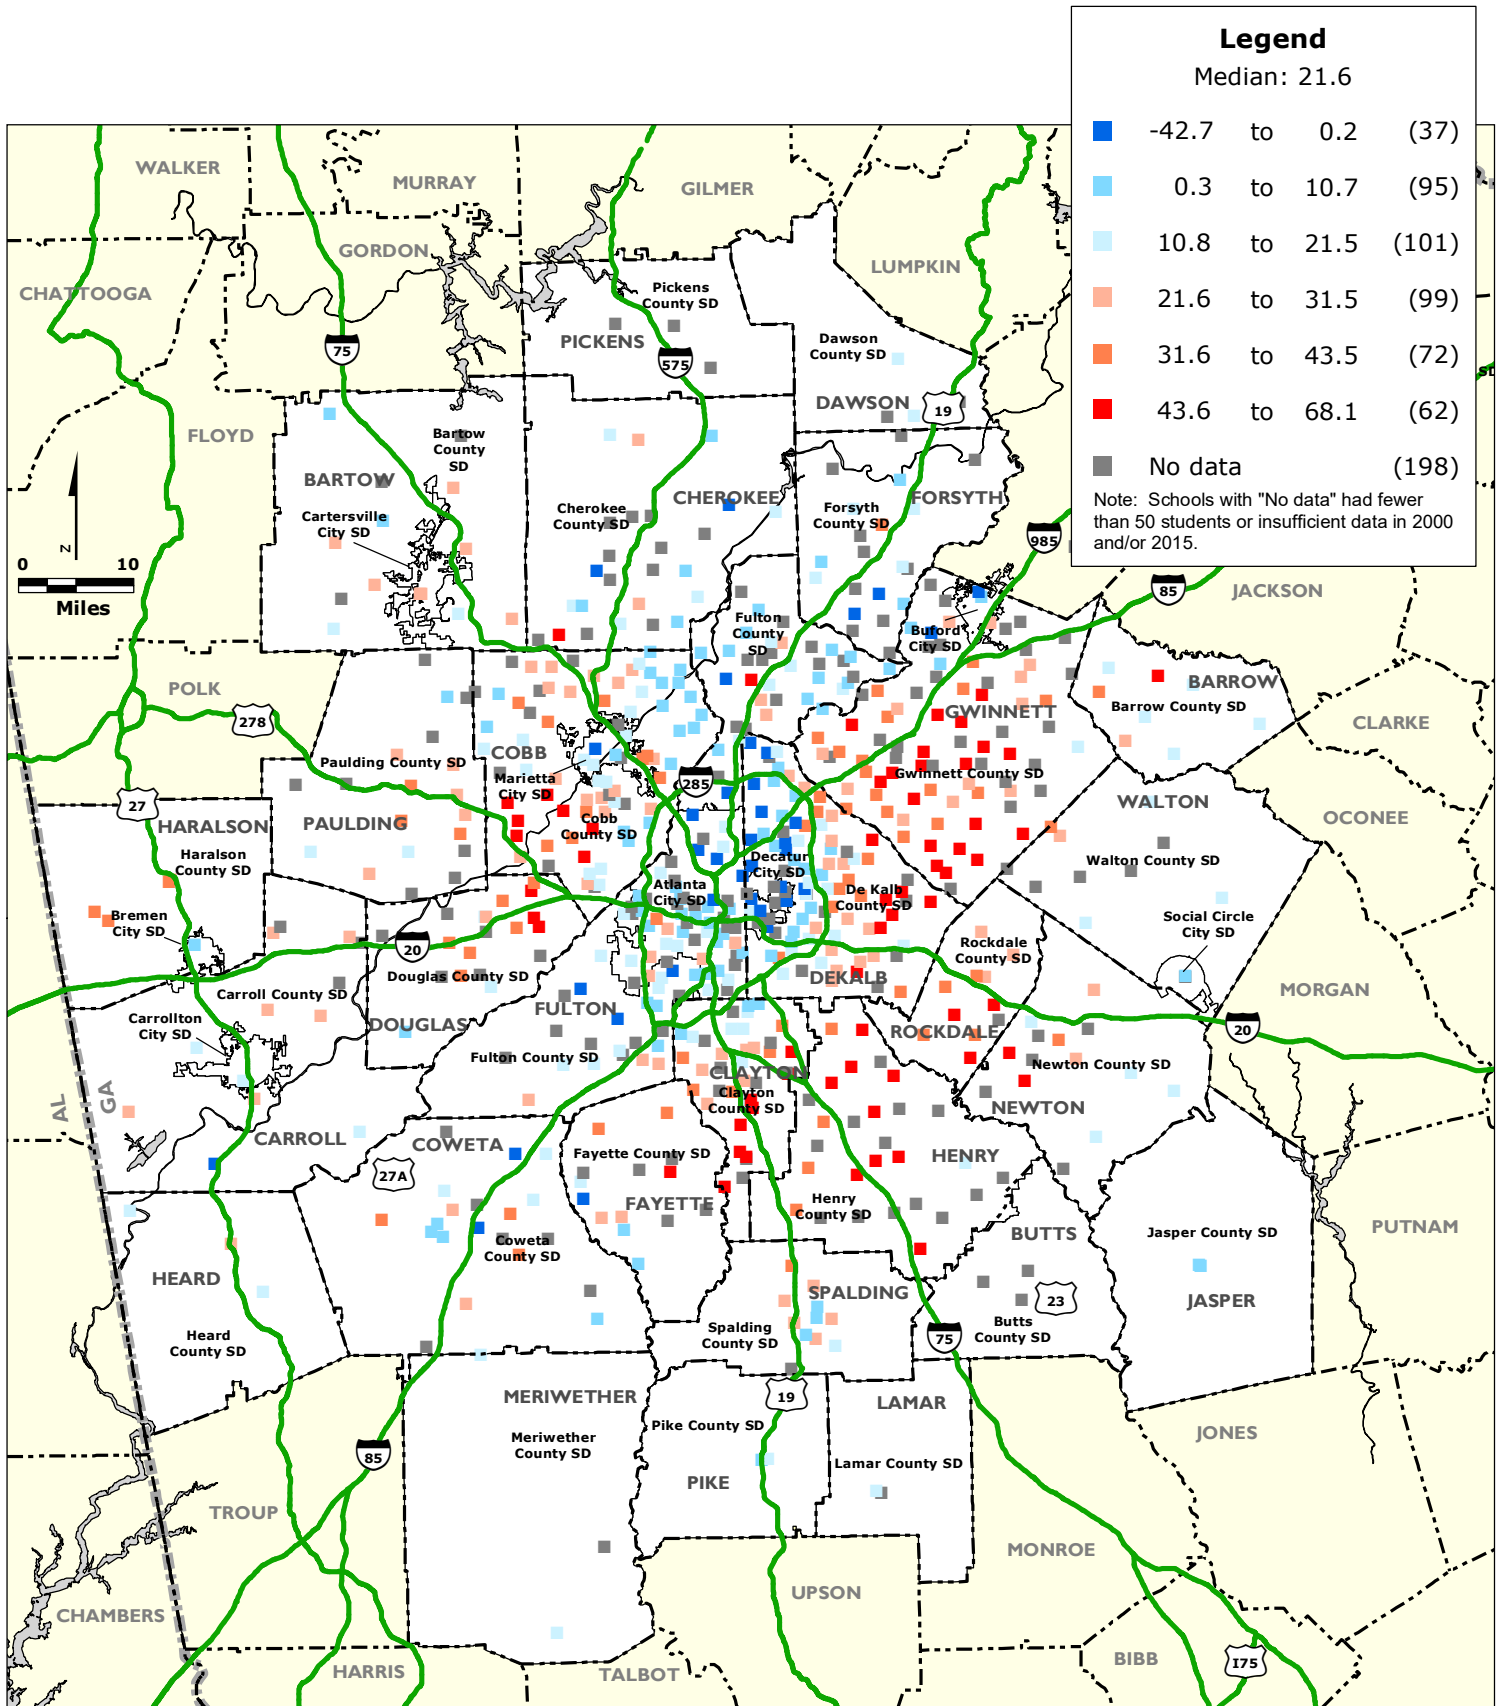 Legend
Median: 21.6
-42.7 to 0.2 (37)
0.3 to 10.7 (95)
10.8 to 21.5 (101)
21.6 to 31.5 (99)
31.6 to 43.5 (72)
43.6 to 68.1 (62)
No data (198)
Note: Schools with "No data" had fewer
than 50 students or insufficient data in 2000
and/or 2015.
WALKER
MURRAY
GILMER
GORDON
LUMPKIN
CHATTOOGA
Pickens
County SD
PICKENS
75
575
Dawson
County SD
DAWSON
19
FLOYD
Bartow
County
SD
BARTOW
Cartersville
City SD
CHEROKEE
Cherokee
County SD
Forsyth
County SD
FORSYTH
985
N
0 10
Miles
85
JACKSON
Fulton
County
SD
Buford
City SD
POLK
278
BARROW
Barrow County SD
GWINNETT
CLARKE
COBB
Paulding County SD
Marietta
City SD
285
Gwinnett County SD
27
WALTON
HARALSON
PAULDING
Cobb
County SD
OCONEE
Haralson
County SD
Decatur
City SD
Walton County SD
Atlanta
City SD
De Kalb
County SD
Bremen
City SD
Social Circle
City SD
20
Rockdale
County SD
Douglas County SD
DEKALB
Carroll County SD
FULTON
MORGAN
Carrollton
City SD
DOUGLAS
ROCKDALE
20
Fulton County SD
Newton County SD
CLAYTON
Clayton
County SD
AL
GA
NEWTON
CARROLL
COWETA
Fayette County SD
HENRY
27A
FAYETTE
Henry
County SD
Coweta
County SD
BUTTS
Jasper County SD
PUTNAM
HEARD
SPALDING
23
JASPER
Heard
County SD
Spalding
County SD
75
Butts
County SD
MERIWETHER
19
LAMAR
Pike County SD
Meriwether
County SD
JONES
85
Lamar County SD
PIKE
TROUP
MONROE
CHAMBERS
UPSON
HARRIS
TALBOT
BIBB
I75